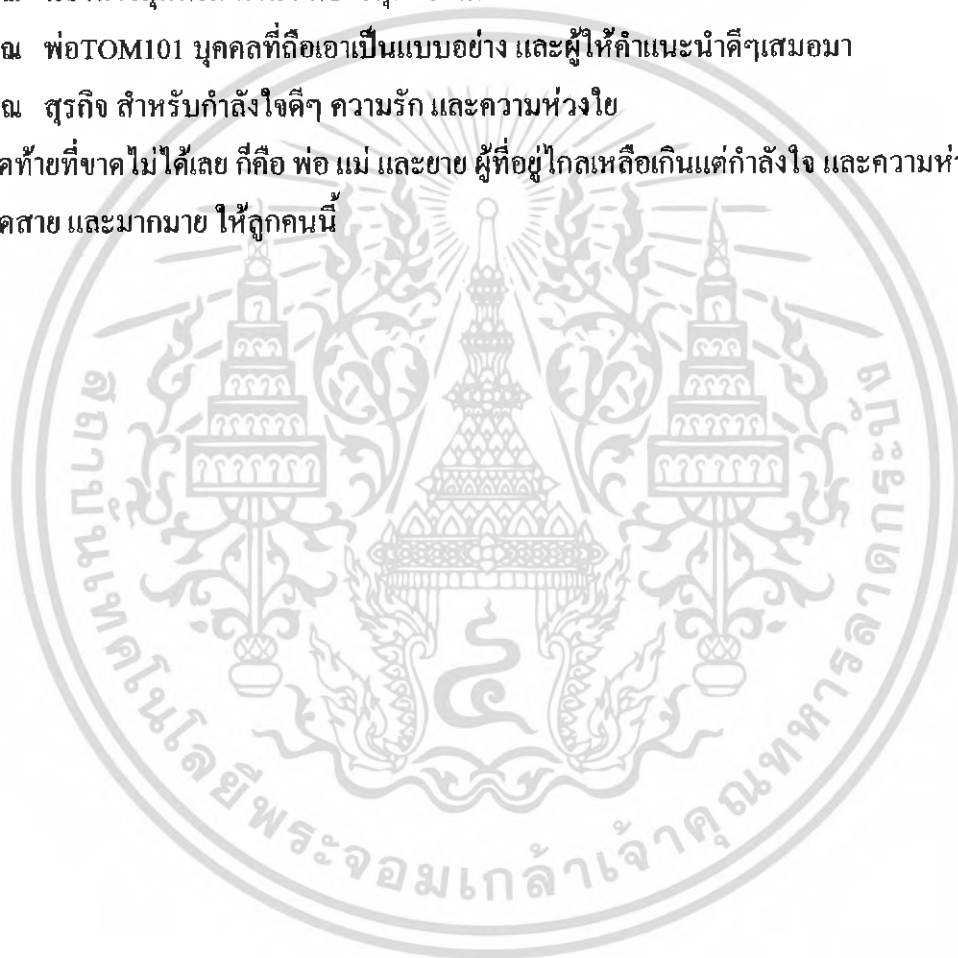 ณ พ่อTOM101 บุคคลที่ถือเอาเป็นแบบอย่าง และผู้ให้คำแนะนำดีๆเสมอมา
ณ สุรกิจ สำหรับกำลังใจดีๆ ความรัก และความห่วงใย
ดท้ายที่ขาดไม่ได้เลย ก็คือ พ่อ แม่ และยาย ผู้ที่อยู่ไกลเหลือเกินแต่กำลังใจ และความห่
ดสาย และมากมาย ให้ลูกคนนี้
สถาบันเทคโนโลยีพระจอมเกล้าเจ้าคุณทหารลาดกระบัง
๔